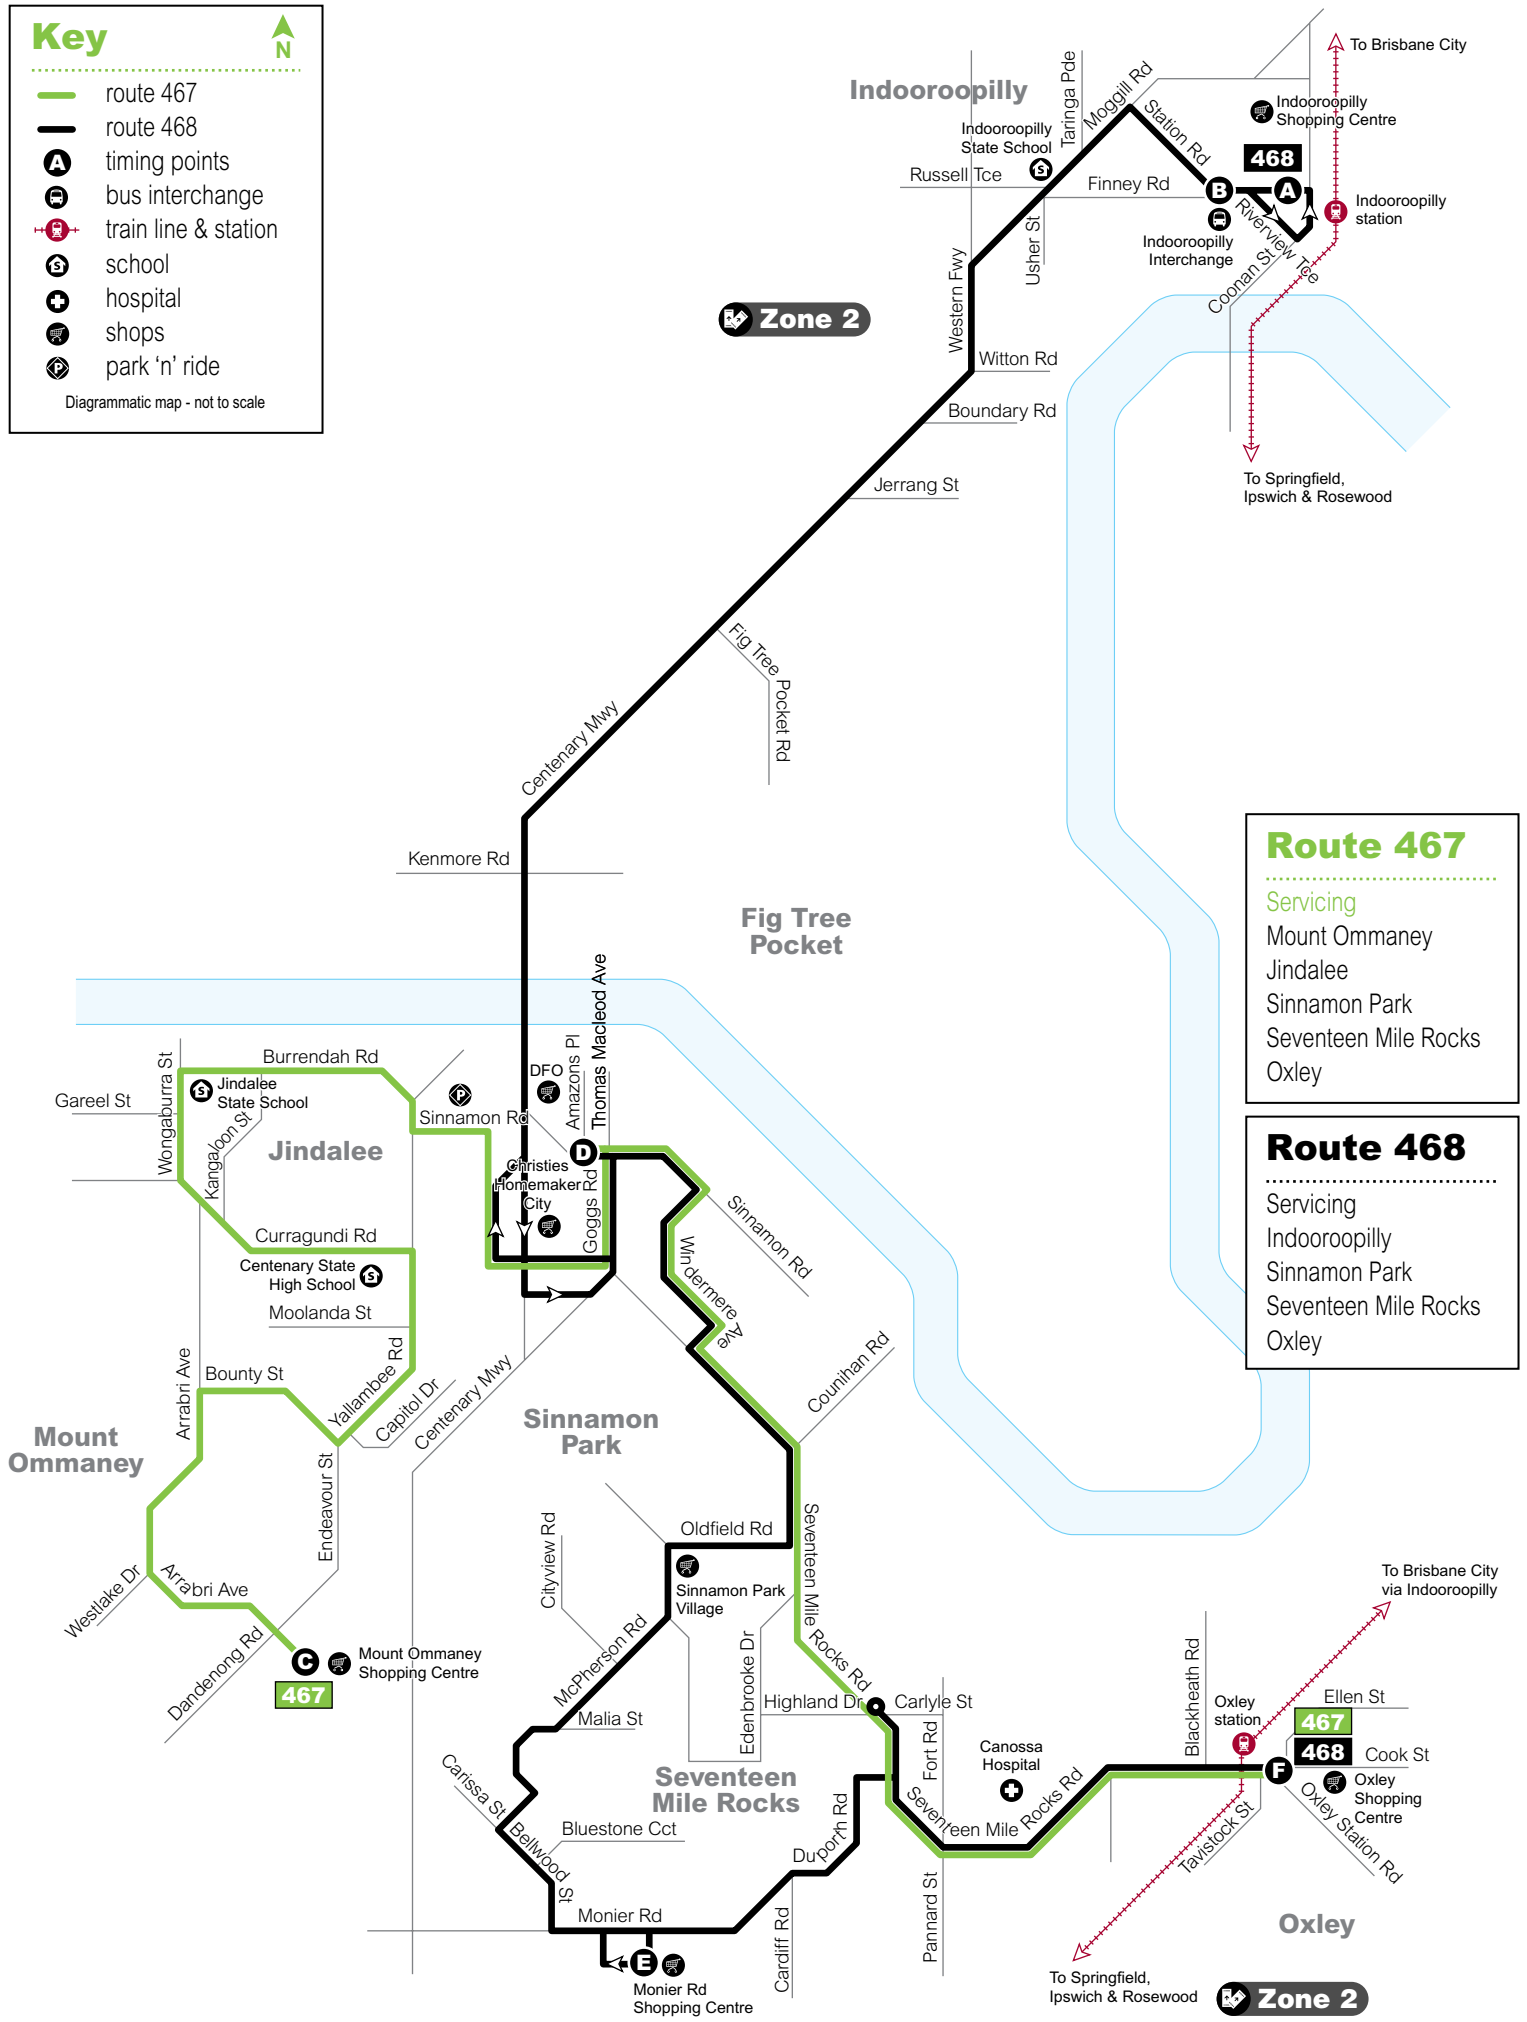 Key
N
route 467
route 468
A
timing points
bus interchange
train line & station
S
school
hospital
shops
P
park ‘n’ ride
Diagrammatic map - not to scale
To Brisbane City
Indooroopilly
Taringa Pde
Moggill Rd
Station Rd
Indooroopilly
Shopping Centre
Indooroopilly
State School
S
468
Russell Tce
Finney Rd
B
A
Indooroopilly
station
Riverview Tce
Usher St
Indooroopilly
Interchange
Coonan St
Western Fwy
Zone 2
Witton Rd
Boundary Rd
To Springfield,
Ipswich & Rosewood
Jerrang St
Fig Tree Pocket Rd
Centenary Mwy
Kenmore Rd
Fig Tree
Pocket
Route 467
Servicing
Mount Ommaney
Jindalee
Sinnamon Park
Seventeen Mile Rocks
Oxley
Route 468
Servicing
Indooroopilly
Sinnamon Park
Seventeen Mile Rocks
Oxley
Thomas Macleod Ave
Amazons Pl
Wongaburra St
Burrendah Rd
DFO
S
Jindalee
State School
P
Gareel St
Sinnamon Rd
Kangaloon St
Jindalee
D
Christies
Homemaker
City
Goggs Rd
Sinnamon Rd
Curragundi Rd
Windermere Ave
Centenary State
High School
S
Moolanda St
Arrabri Ave
Bounty St
Yallambee Rd
Capitol Dr
Centenary Mwy
Counihan Rd
Mount
Ommaney
Sinnamon
Park
Endeavour St
Cityview Rd
Oldfield Rd
Seventeen Mile Rocks Rd
Westlake Dr
Arrabri Ave
Sinnamon Park
Village
To Brisbane City
via Indooroopilly
Dandenong Rd
C
Mount Ommaney
Shopping Centre
467
McPherson Rd
Edenbrooke Dr
Highland Dr
Carlyle St
Blackheath Rd
Oxley
station
Ellen St
467
468
Malia St
Fort Rd
Canossa
Hospital
F
Cook St
Carissa St
Seventeen
Mile Rocks
Oxley
Shopping
Centre
Seventeen Mile Rocks Rd
Oxley Station Rd
Tavistock St
Bluestone Cct
Bellwood St
Duporth Rd
Monier Rd
Cardiff Rd
Pannard St
Oxley
E
Monier Rd
Shopping Centre
To Springfield,
Ipswich & Rosewood
Zone 2